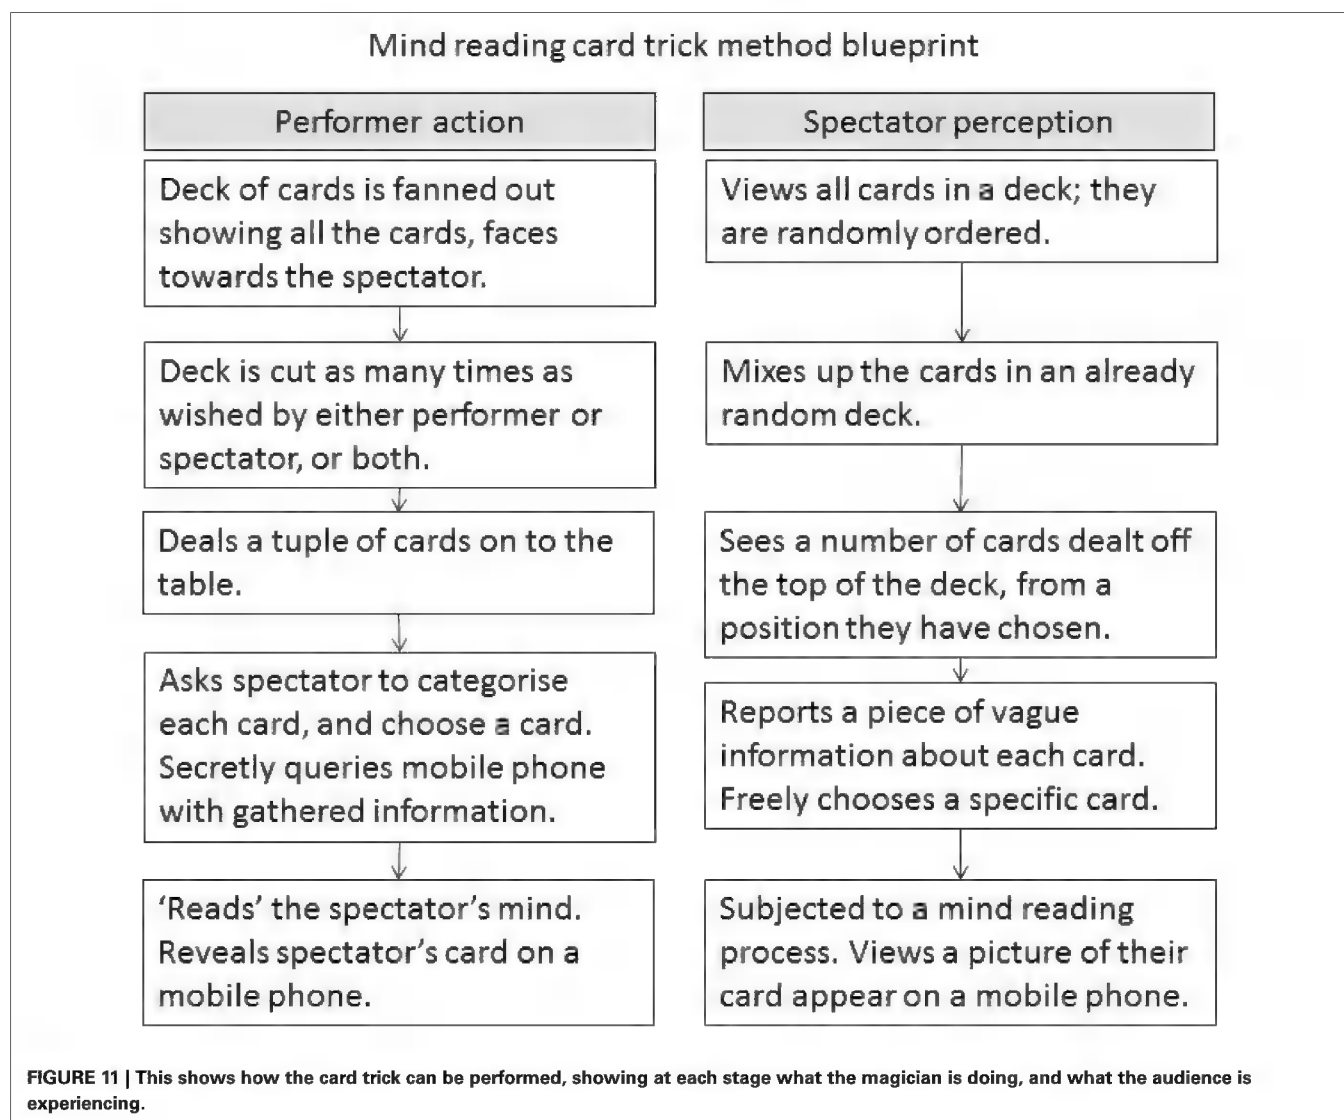 Mind reading card trick method blueprint
Performer action
Deck of cards is fanned out
showing all the cards, faces
towards the spectator.
Deck is cut as many times as
wished by either performer or
spectator, or both.
Deals a tuple of cards on to the
table.
Asks spectator to categorise
each card, and choose a card.
Secretly queries mobile phone
with gathered information.
‘Reads’ the spectator’s mind.
Reveals spectator’s card on a
mobile phone.
Spectator perception
Views all cards in a deck; they
are randomly ordered.
Mixes up the cards in an already
random deck.
Sees a number of cards dealt off
the top of the deck, from a
position they have chosen.
Reports a piece of vague
information about each card.
Freely chooses a specific card.
Subjected to a mind reading
process. Views a picture of their
card appear on a mobile phone.
FIGURE 11 | This shows how the card trick can be performed, showing at each stage what the magician is doing, and what the audience is
experiencing.